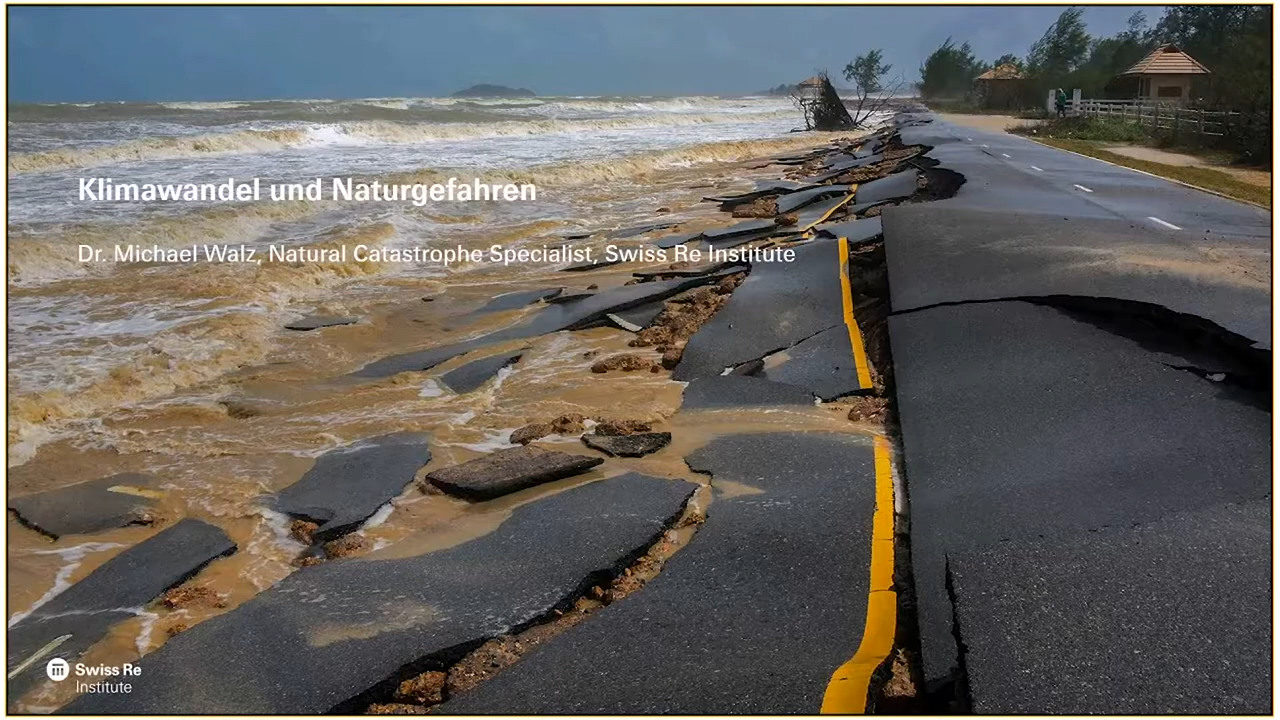 Klimawandel und Naturgefahren
Dr. Michael Walz, Natural Catastrophe Specialist, Swiss Re Institute
Swiss Re
Institute